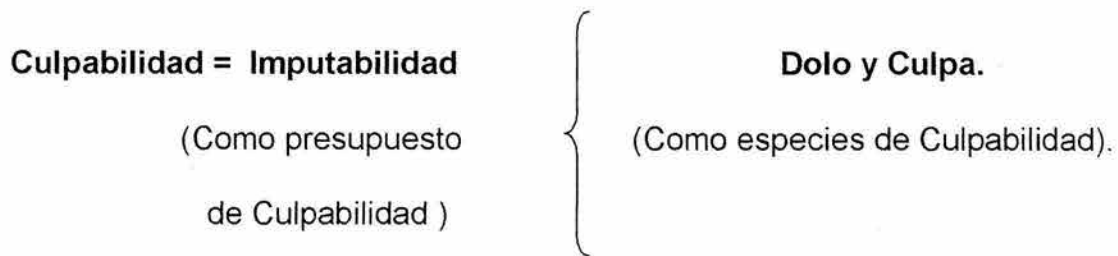 Culpabilidad = Imputabilidad
(Como presupuesto
de Culpabilidad )
Dolo y Culpa.
(Como especies de Culpabilidad).